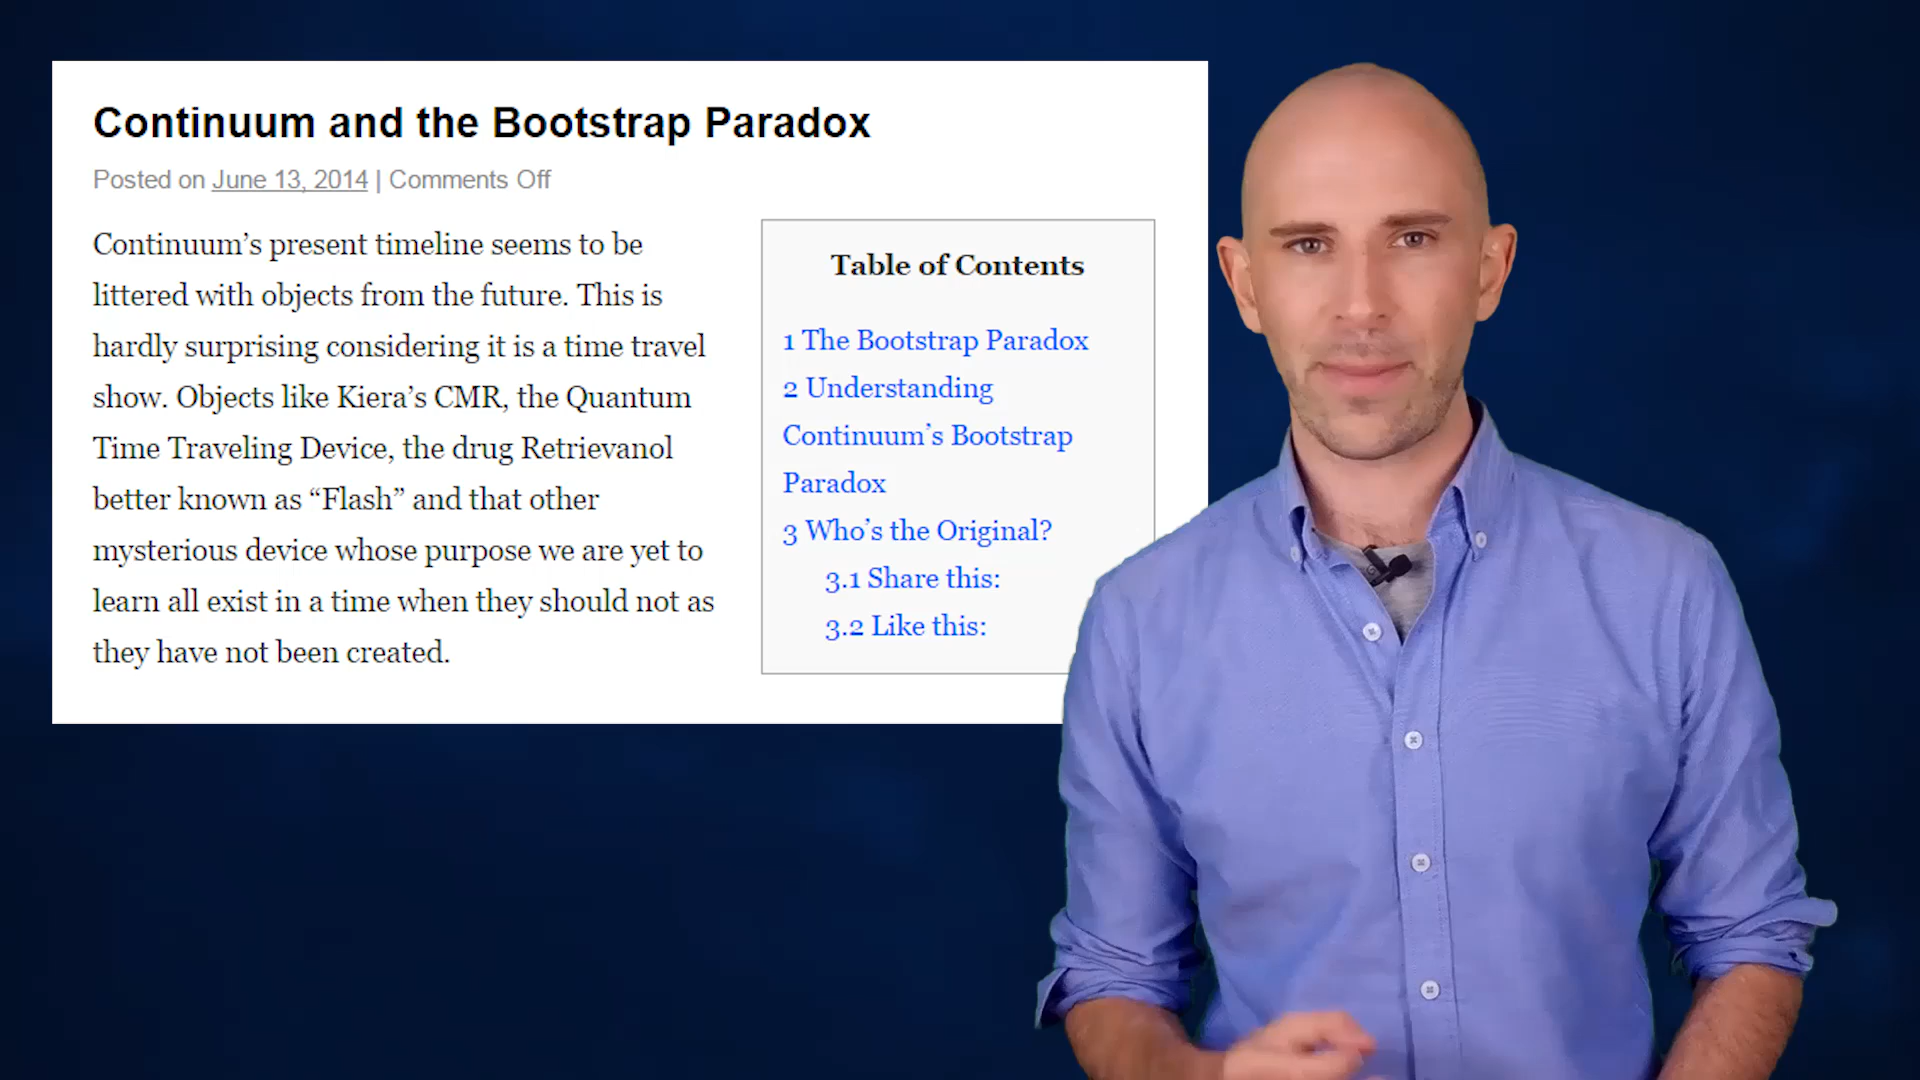 Continuum and the Bootstrap Paradox
Posted on June 13, 2014 | Comments Off
Continuum’s present timeline seems to be
littered with objects from the future. This is
hardly surprising considering it is a time travel
show. Objects like Kiera’s CMR, the Quantum
Time Traveling Device, the drug Retrievanol
better known as “Flash” and that other
mysterious device whose purpose we are yet to
learn all exist in a time when they should not as
they have not been created.
Table of Contents
1 The Bootstrap Paradox
2 Understanding
Continuum’s Bootstrap
Paradox
3 Who’s the Original?
3.1 Share this:
3.2 Like this: